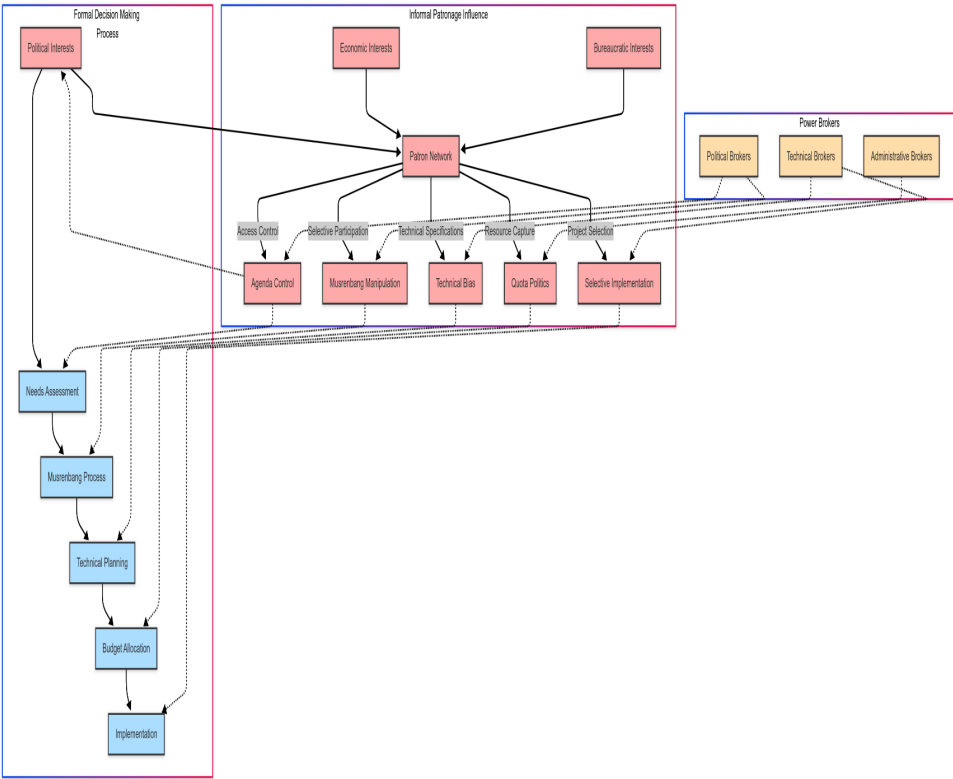 Formal Decision Making
Process
Informal Patronage Influence
Political Interests
Economic Interests
Bureaucratic Interests
Power Brokers
Patron Network
Political Brokers
Technical Brokers
Administrative Brokers
Access Control
Selective Participation
Technical Specifications
Resource Capture
Project Selection
Agenda Control
Musrenbang Manipulation
Technical Bias
Quota Politics
Selective Implementation
Needs Assessment
Musrenbang Process
Technical Planning
Budget Allocation
Implementation